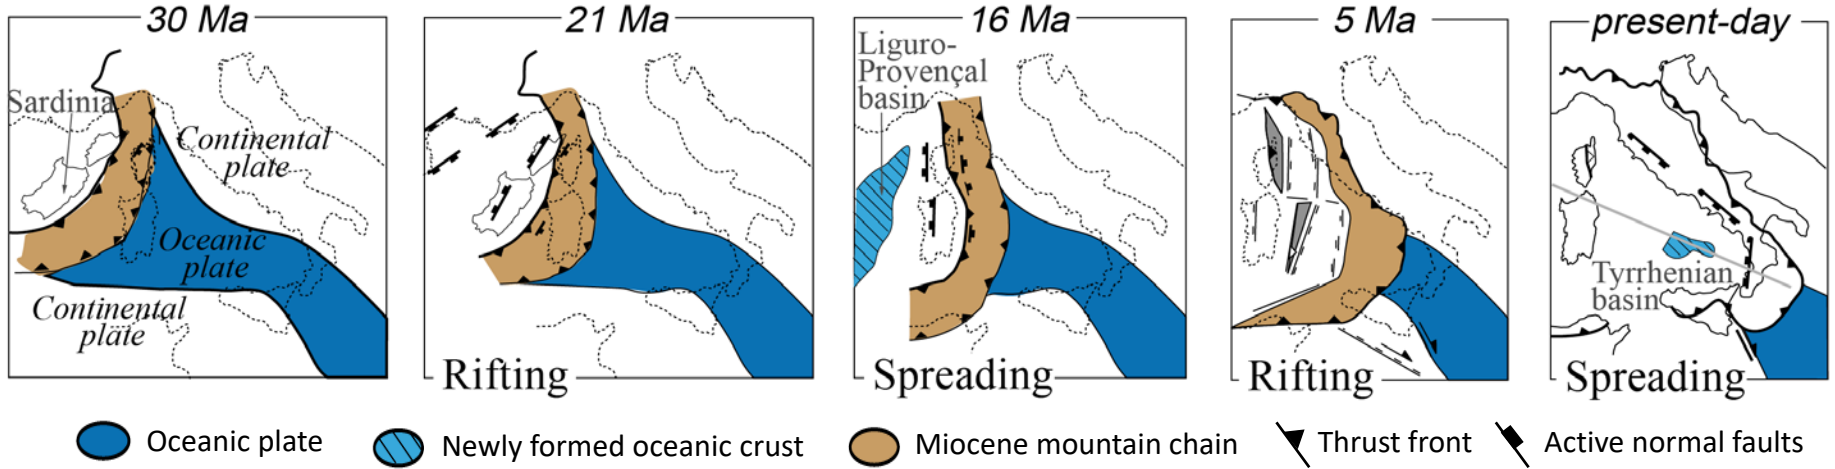 30 Ma
21 Ma
16 Ma
5 Ma
present-day
Sardinia
Continental
plate
Oceanic
plate
Continental
plate
Rifting
Liguro-
Provençal
basin
Spreading
Rifting
Tyrrhenian
basin
Spreading
Oceanic plate
Newly formed oceanic crust
Miocene mountain chain
Thrust front
Active normal faults